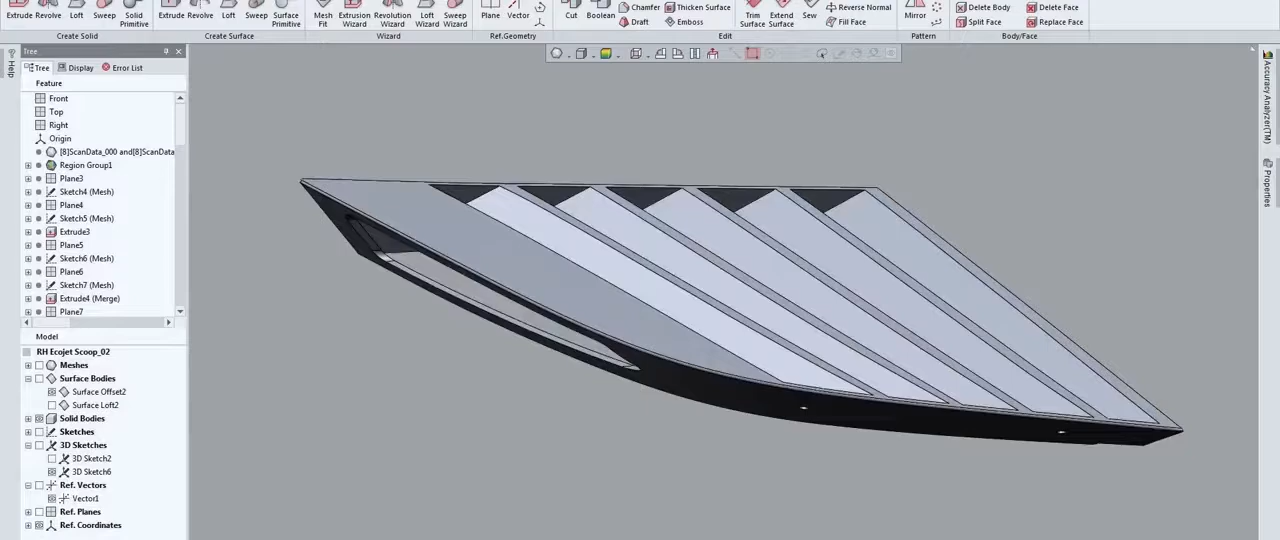 Extrude Revolve Loft Sweep Solid Primitive
Extrude Revolve Loft Sweep Surface Primitive
Mesh Fit Extrusion Wizard Revolution Wizard Loft Wizard Sweep Wizard
Plane Vector
Cut Boolean Chamfer Thicken Surface
Draft Emboss
Trim Surface Extend Surface Sew Reverse Normal
Fill Face
Mirror
Delete Body Delete Face
Split Face Replace Face
Create Solid Create Surface Wizard Ref.Geometry Edit Pattern Body/Face
Help
Tree
Tree Display Error List
Feature
Front
Top
Right
Origin
[8]ScanData_000 and[8]ScanData
Region Group1
Plane3
Sketch4 (Mesh)
Plane4
Sketch5 (Mesh)
Extrude3
Plane5
Sketch6 (Mesh)
Plane6
Sketch7 (Mesh)
Extrude4 (Merge)
Plane7
Model
RH Ecojet Scoop_02
Meshes
Surface Bodies
Surface Offset2
Surface Loft2
Solid Bodies
Sketches
3D Sketches
3D Sketch2
3D Sketch6
Ref. Vectors
Vector1
Ref. Planes
Ref. Coordinates
Accuracy Analyzer(TM)
Properties